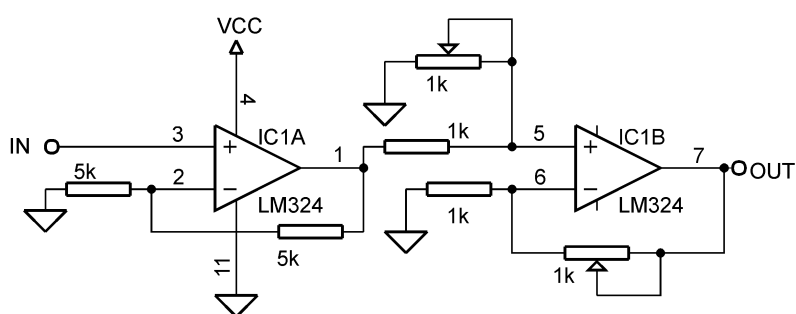 VCC
4
IN
3
IC1A
+
1
1k
1k
5
IC1B
+
7
OUT
5k
2
−
LM324
6
−
LM324
1k
5k
11
1k